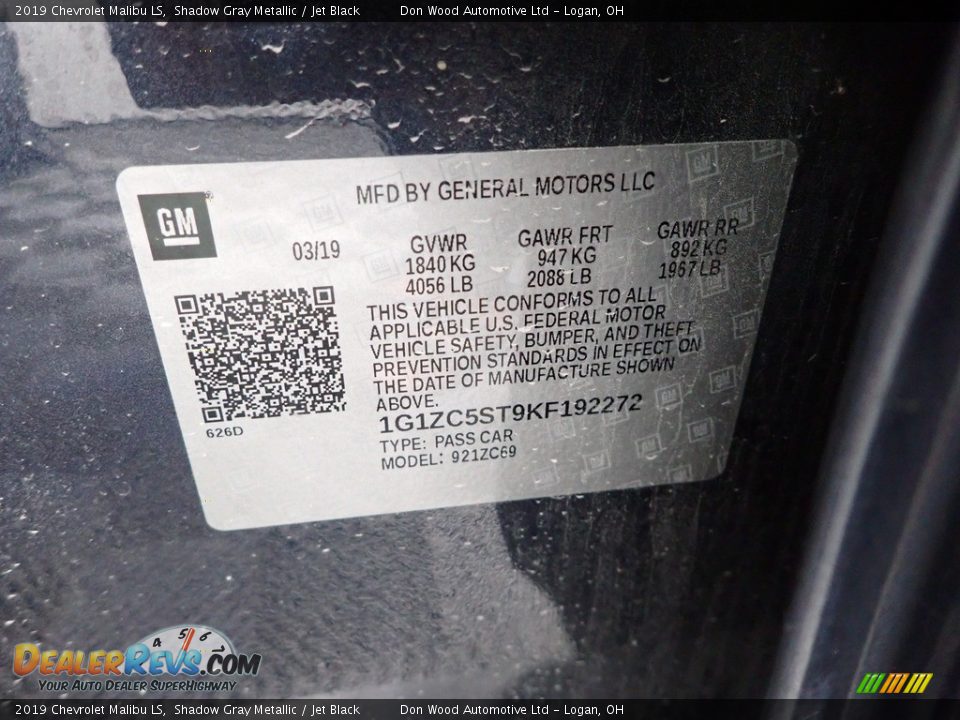 2019 Chevrolet Malibu LS, Shadow Gray Metallic / Jet Black Don Wood Automotive Ltd - Logan, OH
MFD BY GENERAL MOTORS LLC
GM
03/19
GVWR GAWR FRT GAWR RR
1840 KG 947 KG 892 KG
4056 LB 2088 LB 1967 LB
THIS VEHICLE CONFORMS TO ALL
APPLICABLE U.S. FEDERAL MOTOR
VEHICLE SAFETY, BUMPER, AND THEFT
PREVENTION STANDARDS IN EFFECT ON
THE DATE OF MANUFACTURE SHOWN
ABOVE.
626D
1G1ZC5ST9KF192272
TYPE: PASS CAR
MODEL: 921ZC69
4 5 6
DEALERREVS.COM
YOUR AUTO DEALER SUPERHIGHWAY
2019 Chevrolet Malibu LS, Shadow Gray Metallic / Jet Black Don Wood Automotive Ltd - Logan, OH